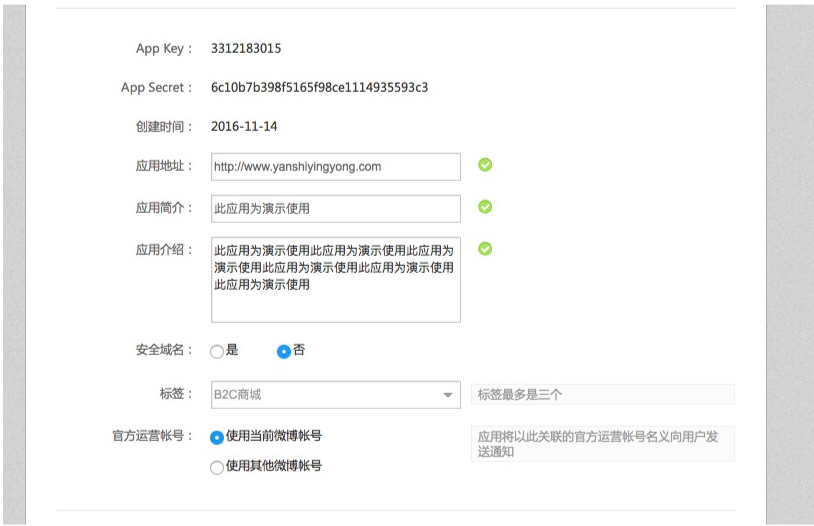 App Key： 3312183015
App Secret： 6c10b7b398f5165f98ce1114935593c3
创建时间： 2016-11-14
应用地址： http://www.yanshiyingyong.com
应用简介： 此应用为演示使用
应用介绍： 此应用为演示使用此应用为演示使用此应用为
演示使用此应用为演示使用此应用为演示使用
此应用为演示使用
安全域名： 是 否
标签： B2C商城 标签最多是三个
官方运营帐号： 使用当前微博帐号 应用将以此关联的官方运营帐号名义向用户发
送通知
使用其他微博帐号